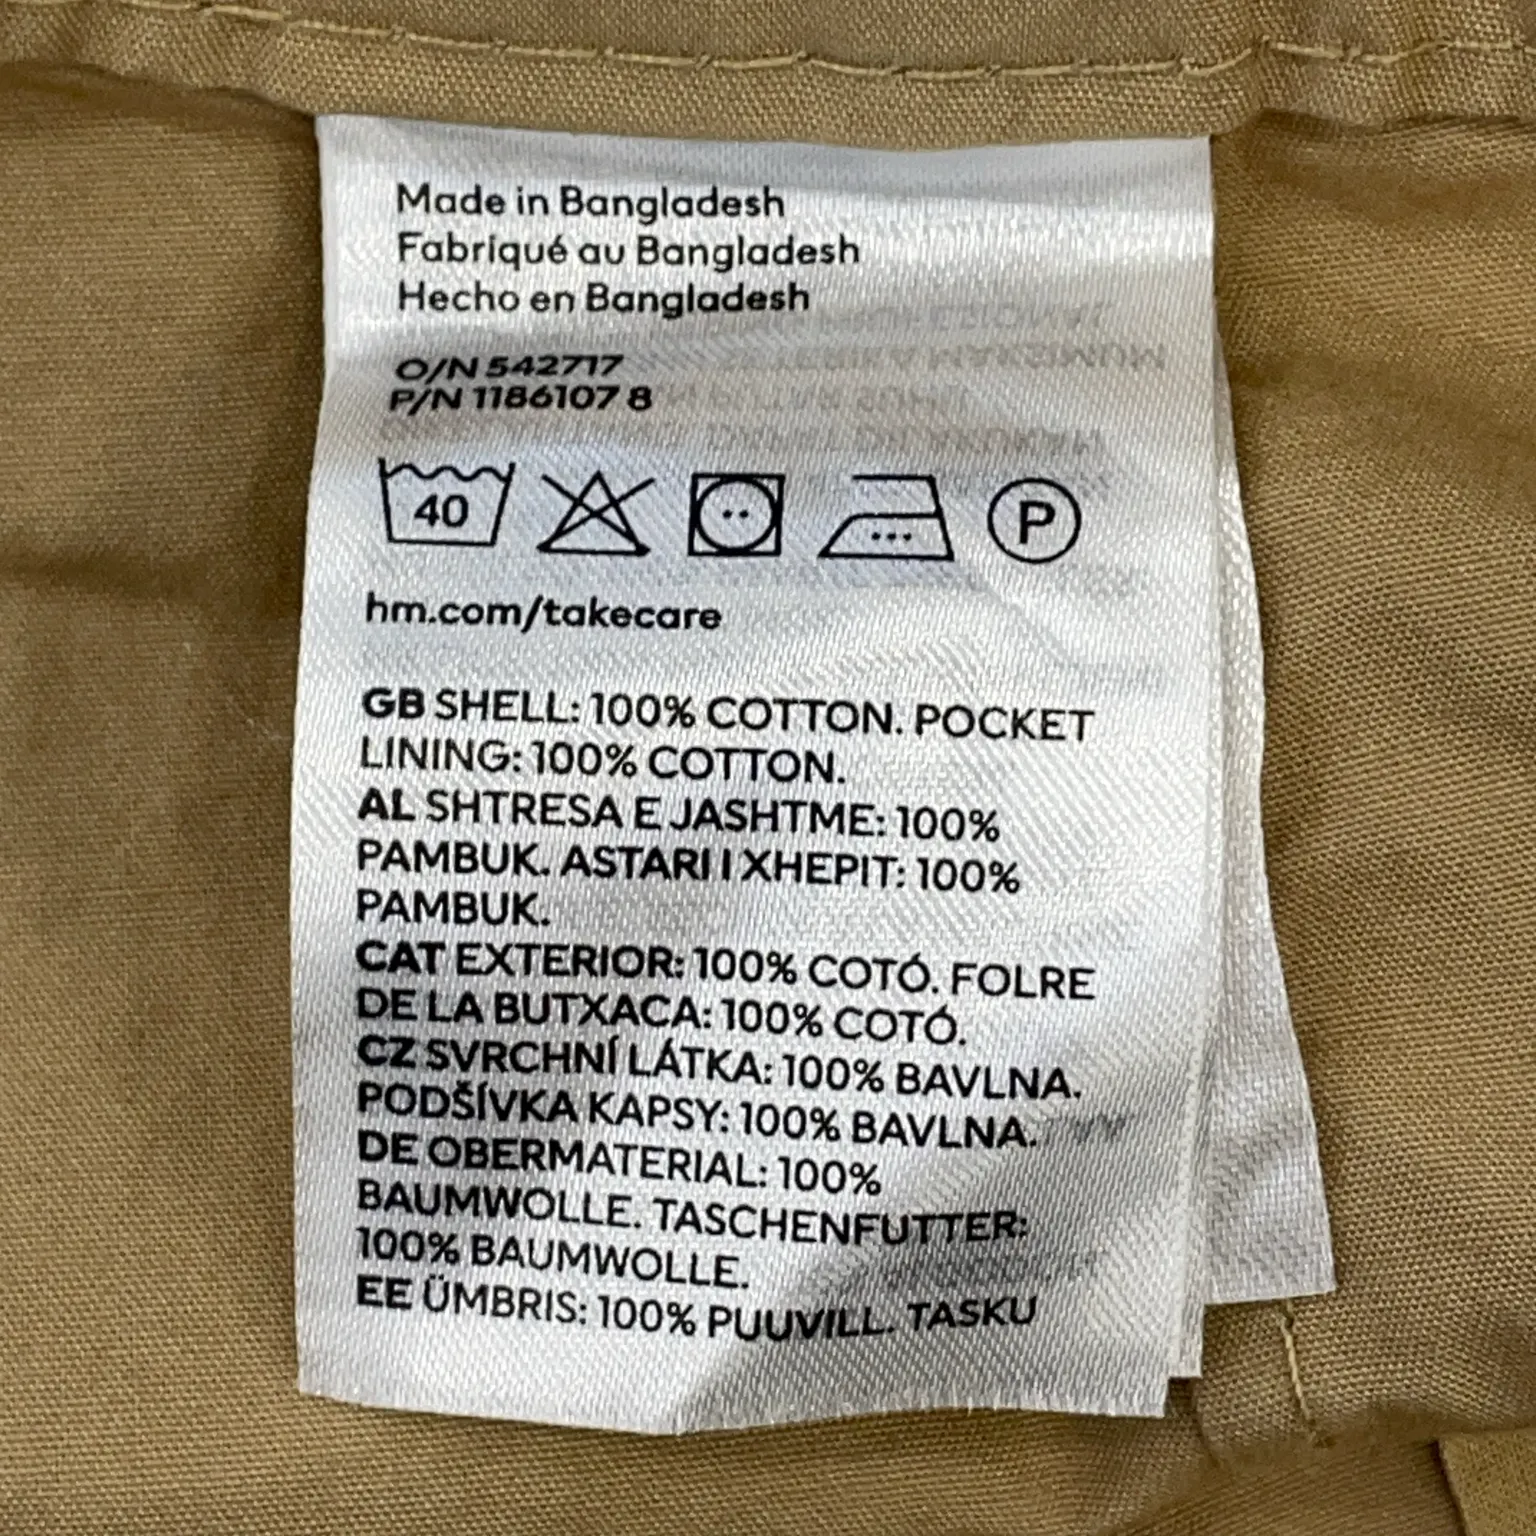 Made in Bangladesh
Fabriqué au Bangladesh
Hecho en Bangladesh
O/N 542717
P/N 1186107 8
40 P
hm.com/takecare
GB SHELL: 100% COTTON. POCKET
LINING: 100% COTTON.
AL SHTRESA E JASHTME: 100%
PAMBUK. ASTARI I XHEPIT: 100%
PAMBUK.
CAT EXTERIOR: 100% COTÓ. FOLRE
DE LA BUTXACA: 100% COTÓ.
CZ SVRCHNÍ LÁTKA: 100% BAVLNA.
PODŠÍVKA KAPSY: 100% BAVLNA.
DE OBERMATERIAL: 100%
BAUMWOLLE. TASCHENFUTTER:
100% BAUMWOLLE.
EE ÜMBRIS: 100% PUUVILL. TASKU